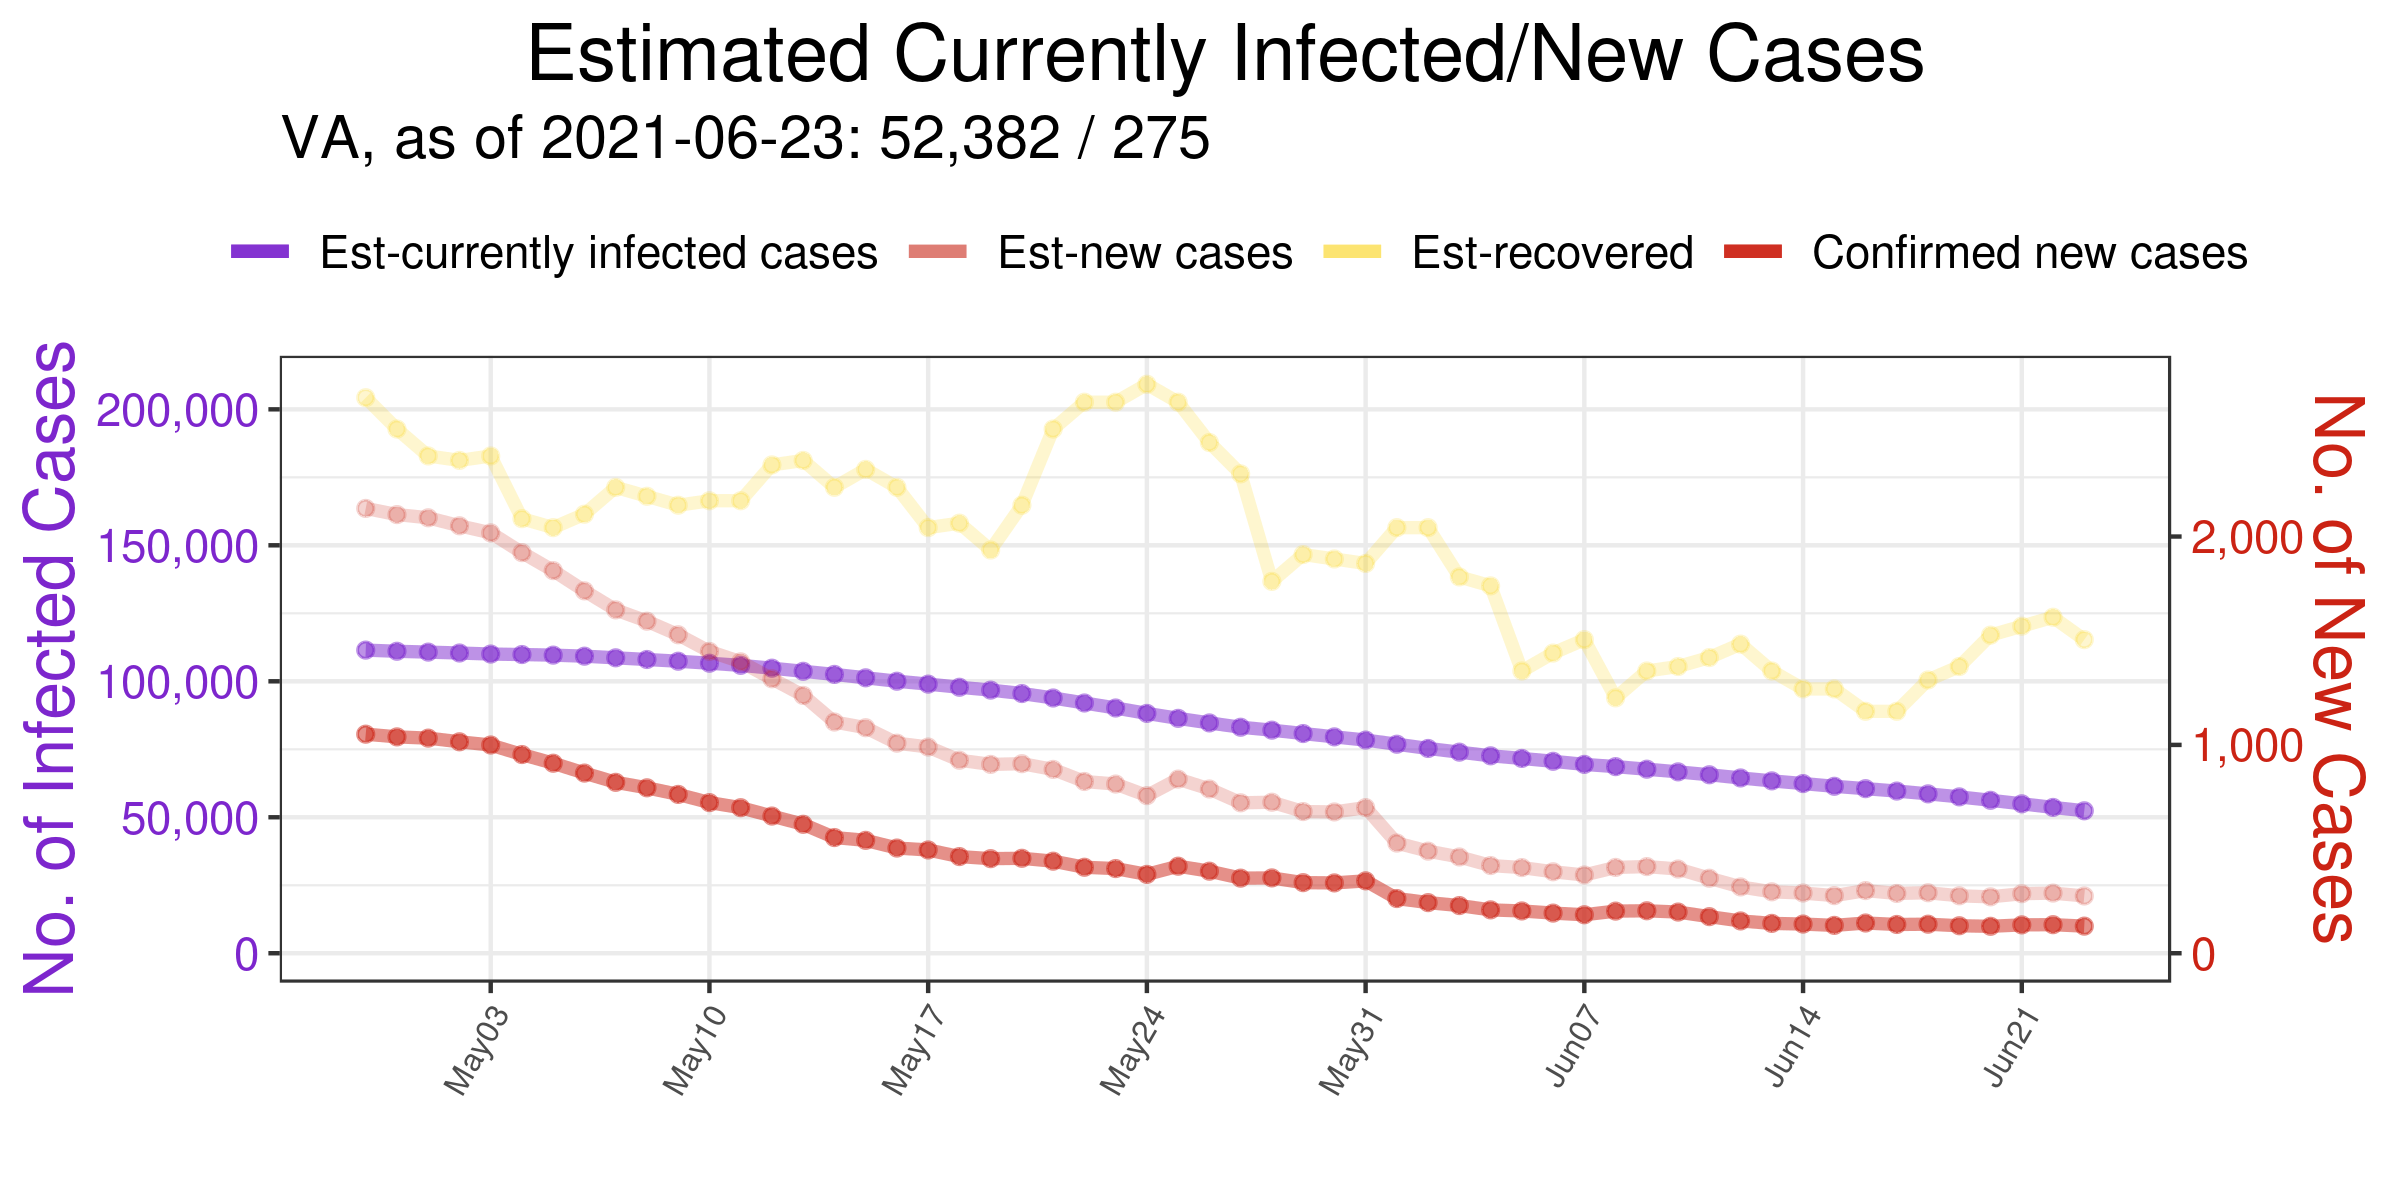 Estimated Currently Infected/New Cases
VA, as of 2021-06-23: 52,382 / 275
Est-currently infected cases Est-new cases Est-recovered Confirmed new cases
No. of Infected Cases
200,000
150,000
100,000
50,000
0
2,000
1,000
0
No. of New Cases
May03 May10 May17 May24 May31 Jun07 Jun14 Jun21